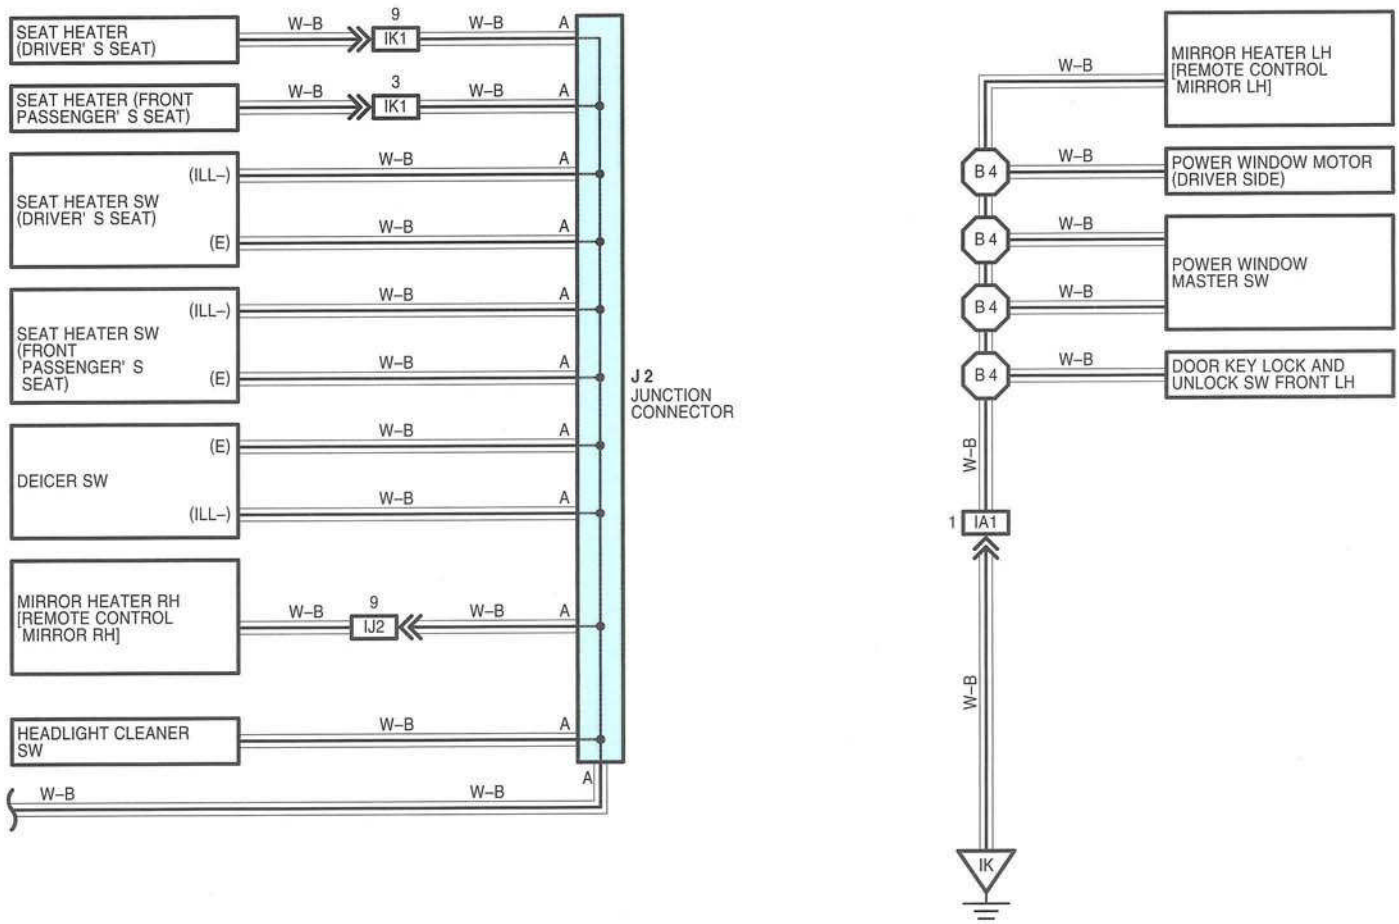 SEAT HEATER
(DRIVER' S SEAT)
W–B
9
IK1
W–B
A
SEAT HEATER (FRONT
PASSENGER' S SEAT)
W–B
3
IK1
W–B
A
SEAT HEATER SW
(DRIVER' S SEAT)
(ILL–)
W–B
A
(E)
W–B
A
SEAT HEATER SW
(FRONT
PASSENGER' S
SEAT)
(ILL–)
W–B
A
(E)
W–B
A
DEICER SW
(E)
W–B
A
(ILL–)
W–B
A
MIRROR HEATER RH
[REMOTE CONTROL
MIRROR RH]
W–B
9
IJ2
W–B
A
HEADLIGHT CLEANER
SW
W–B
A
W–B
W–B
A
J 2
JUNCTION
CONNECTOR
W–B
MIRROR HEATER LH
[REMOTE CONTROL
MIRROR LH]
B 4
W–B
POWER WINDOW MOTOR
(DRIVER SIDE)
B 4
W–B
B 4
W–B
POWER WINDOW
MASTER SW
B 4
W–B
DOOR KEY LOCK AND
UNLOCK SW FRONT LH
W–B
1
IA1
W–B
IK